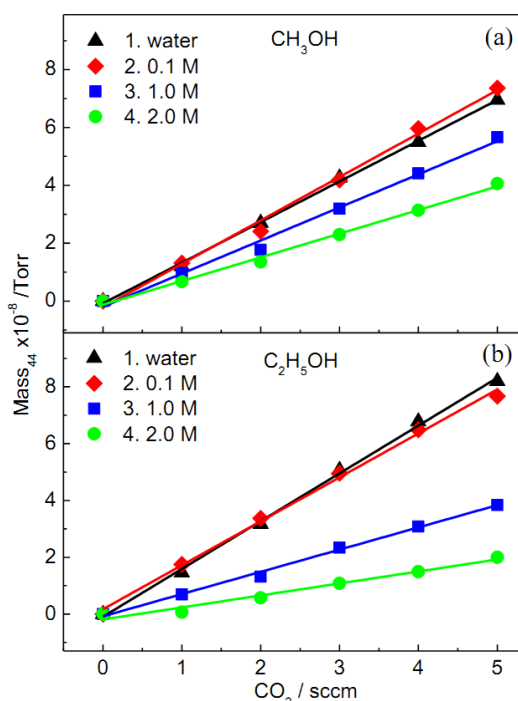 CH₃OH
(a)
1. water
2. 0.1 M
3. 1.0 M
4. 2.0 M
8
6
4
2
0
C₂H₅OH
(b)
1. water
2. 0.1 M
3. 1.0 M
4. 2.0 M
8
6
4
2
0
Mass₄₄ x10⁻⁸ /Torr
0 1 2 3 4 5
CO₂ / sccm